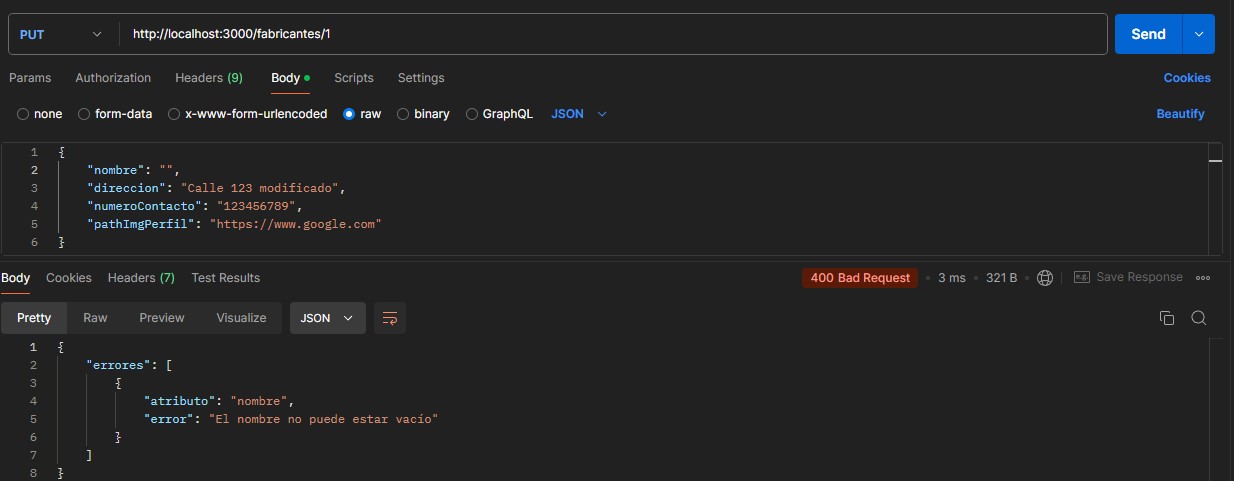 PUT http://localhost:3000/fabricantes/1 Send
Params Authorization Headers (9) Body Scripts Settings Cookies
none form-data x-www-form-urlencoded raw binary GraphQL JSON Beautify
1 {
2 "nombre": "",
3 "direccion": "Calle 123 modificado",
4 "numeroContacto": "123456789",
5 "pathImgPerfil": "https://www.google.com"
6 }
Body Cookies Headers (7) Test Results 400 Bad Request • 3 ms • 321 B e.g. Save Response
Pretty Raw Preview Visualize JSON
1 {
2 "errores": [
3 {
4 "atributo": "nombre",
5 "error": "El nombre no puede estar vacío"
6 }
7 ]
8 }